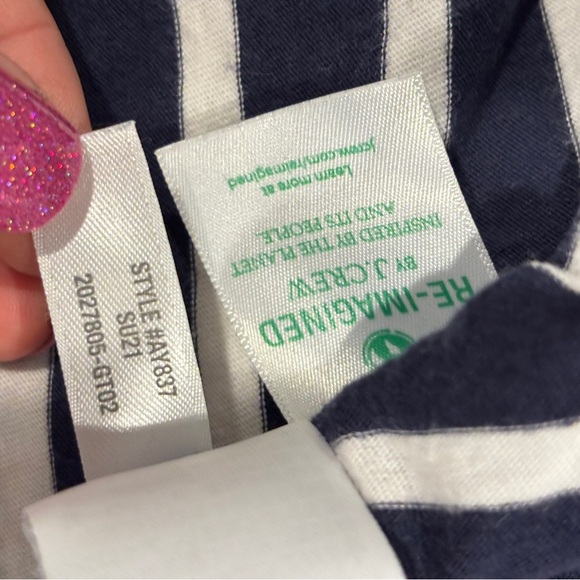 STYLE #AY837
SU21
2027805-GT02
RE-IMAGINED
BY J.CREW
INSPIRED BY THE PLANET
AND ITS PEOPLE.
Learn more at
jcrew.com/reimagined